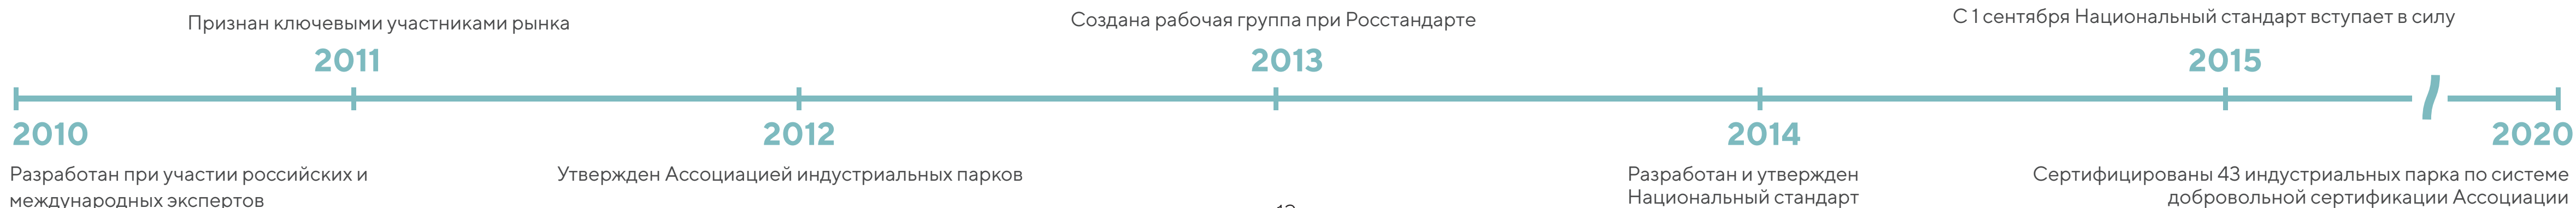 Признан ключевыми участниками рынка
2011
Создана рабочая группа при Росстандарте
2013
С 1 сентября Национальный стандарт вступает в силу
2015
2010
Разработан при участии российских и
международных экспертов
2012
Утвержден Ассоциацией индустриальных парков
2014
Разработан и утвержден
Национальный стандарт
2020
Сертифицированы 43 индустриальных парка по системе
добровольной сертификации Ассоциации